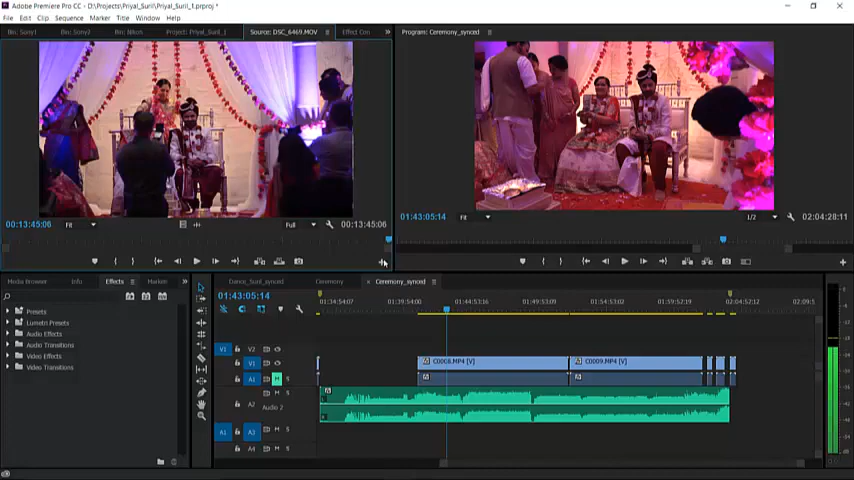 Adobe Premiere Pro CC - D:\Projects\Priyal_Suril\Priyal_Suril_1.prproj *
File Edit Clip Sequence Marker Title Window Help
Bin: Sony1 Bin: Sony2 Bin: Nikon Project: Priyal_Suril_1 Source: DSC_6469.MOV Effect Con
Program: Ceremony_synced
00:13:45:06 Fit Full 00:13:45:06
01:43:05:14 Fit 1/2 02:04:28:11
Media Browser Info Effects Marker
Dance_Suril_synced Ceremony Ceremony_synced
01:43:05:14
01:34:54:07 01:39:54:00 01:44:53:16 01:49:53:09 01:54:53:02 01:59:52:19 02:04:52:12 02:09:5
Presets
Lumetri Presets
Audio Effects
Audio Transitions
Video Effects
Video Transitions
V1 V2
V1 C0008.MP4 [V] C0009.MP4 [V]
A1 M S
A2 M S
Audio 2
A1 A3 M S
A4 M S